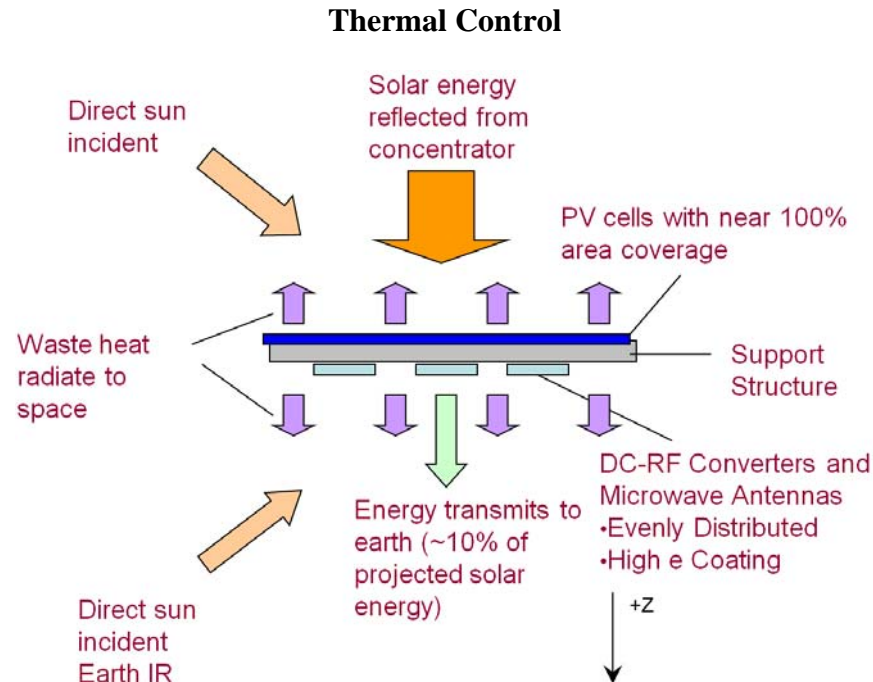 Thermal Control
Solar energy
reflected from
concentrator
Direct sun
incident
PV cells with near 100%
area coverage
Waste heat
radiate to
space
Support
Structure
DC-RF Converters and
Microwave Antennas
•Evenly Distributed
•High e Coating
Energy transmits to
earth (~10% of
projected solar
energy)
+Z
Direct sun
incident
Earth IR